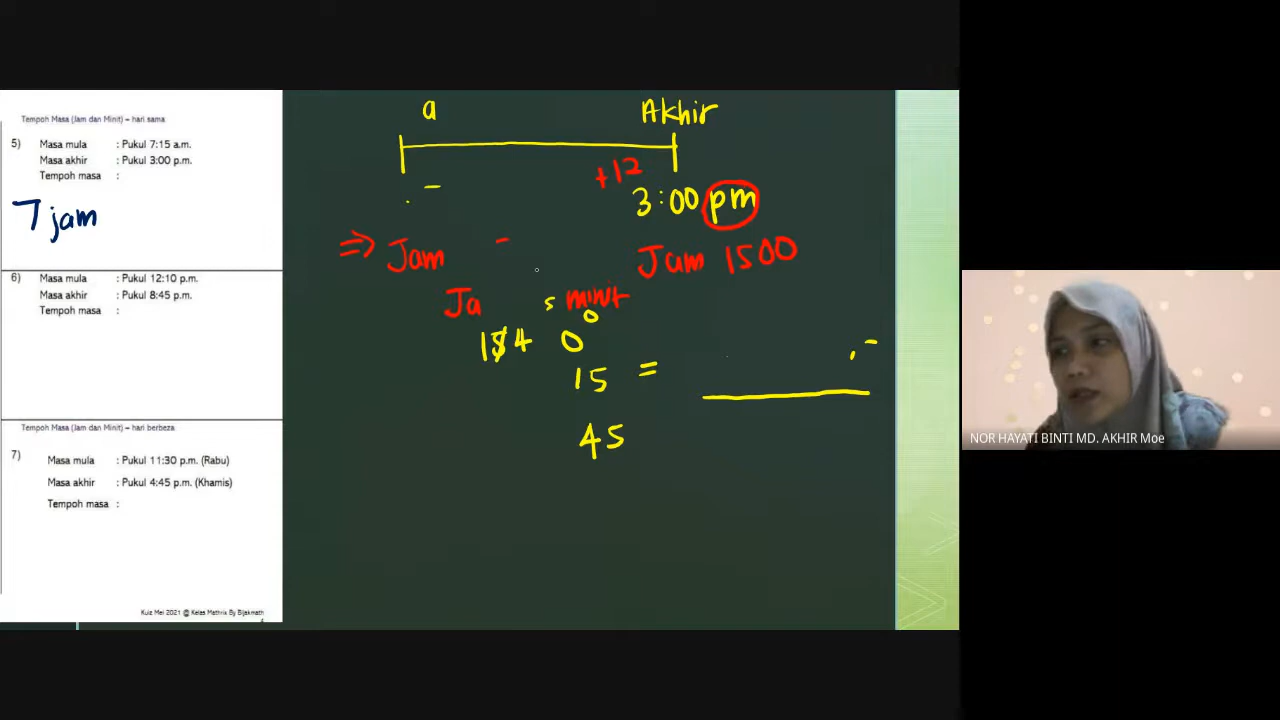 Tempoh Masa (Jam dan Minit) – hari sama
5) Masa mula : Pukul 7:15 a.m.
Masa akhir : Pukul 3:00 p.m.
Tempoh masa :
7 jam
6) Masa mula : Pukul 12:10 p.m.
Masa akhir : Pukul 8:45 p.m.
Tempoh masa :
Tempoh Masa (Jam dan Minit) – hari berbeza
7) Masa mula : Pukul 11:30 p.m. (Rabu)
Masa akhir : Pukul 4:45 p.m. (Khamis)
Tempoh masa :
Kuiz Mei 2021 @ Kelas Mathnik By Bijakmath
a Akhir
+12
3:00 pm
⇒ Jam Jam 1500
Ja minit
15 4 0
15 =
45
NOR HAYATI BINTI MD. AKHIR Moe